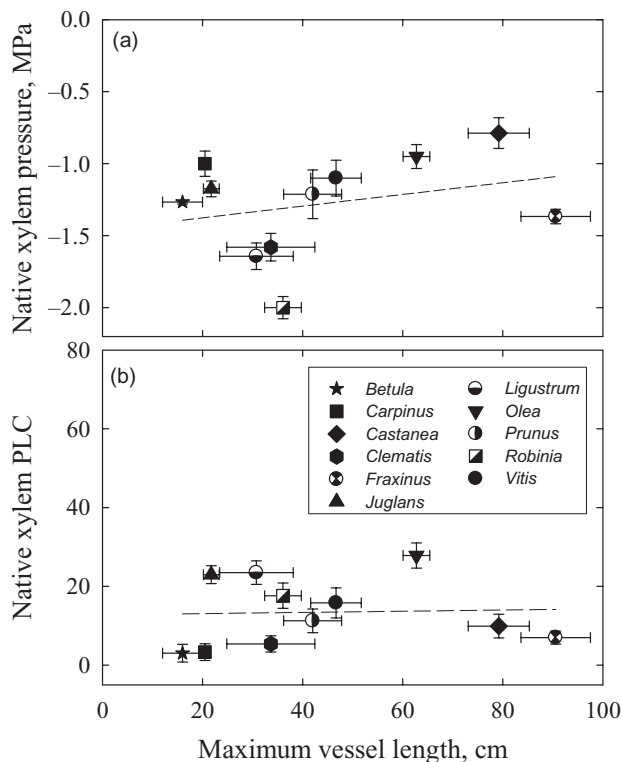 (a)
Native xylem pressure, MPa
0.0
−0.5
−1.0
−1.5
−2.0
(b)
Native xylem PLC
80
60
40
20
0
Betula
Carpinus
Castanea
Clematis
Fraxinus
Juglans
Ligustrum
Olea
Prunus
Robinia
Vitis
0 20 40 60 80 100
Maximum vessel length, cm